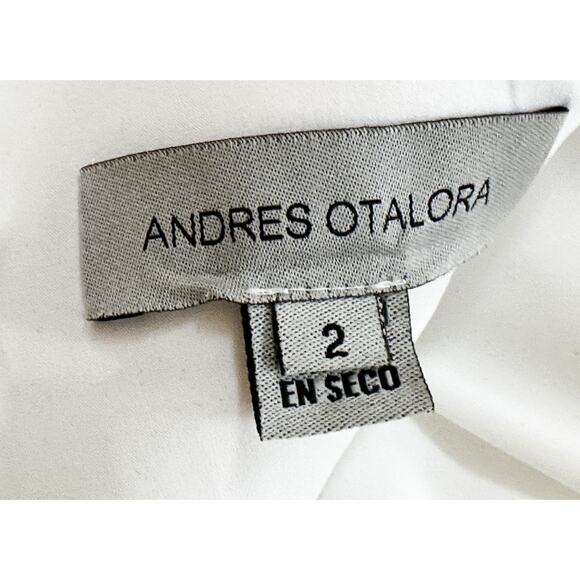 ANDRES OTALORA
2
EN SECO